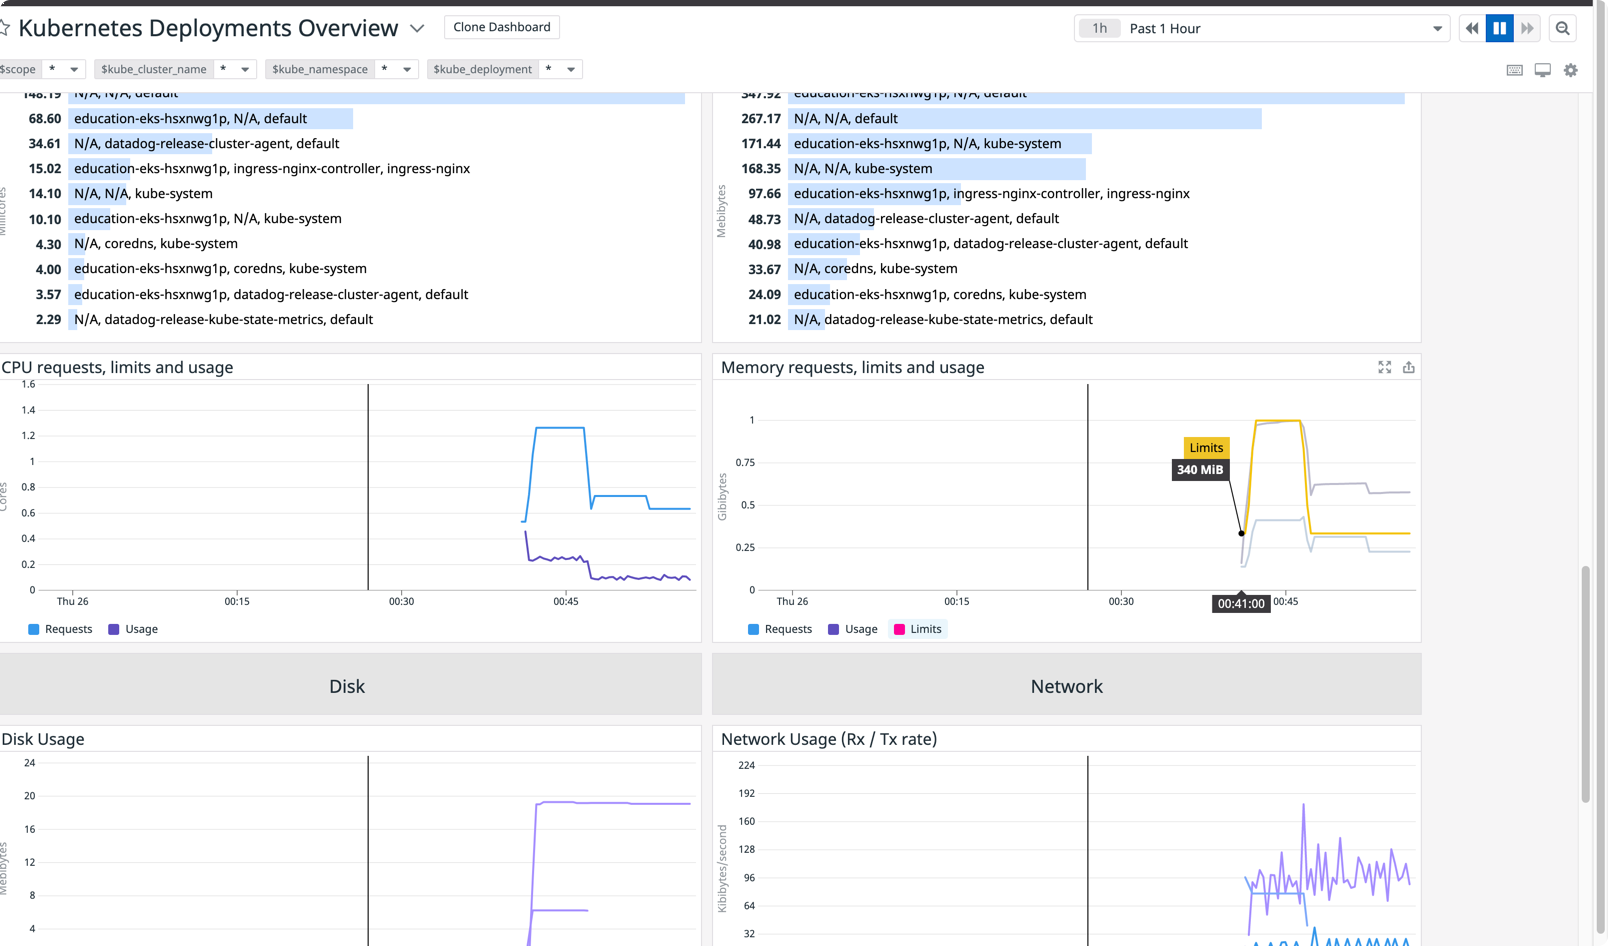 Kubernetes Deployments Overview
Clone Dashboard
1h Past 1 Hour
$scope *
$kube_cluster_name *
$kube_namespace *
$kube_deployment *
148.19 N/A, N/A, default
68.60 education-eks-hsxnwg1p, N/A, default
34.61 N/A, datadog-release-cluster-agent, default
15.02 education-eks-hsxnwg1p, ingress-nginx-controller, ingress-nginx
14.10 N/A, N/A, kube-system
10.10 education-eks-hsxnwg1p, N/A, kube-system
4.30 N/A, coredns, kube-system
4.00 education-eks-hsxnwg1p, coredns, kube-system
3.57 education-eks-hsxnwg1p, datadog-release-cluster-agent, default
2.29 N/A, datadog-release-kube-state-metrics, default
Millicores
347.92 education-eks-hsxnwg1p, N/A, default
267.17 N/A, N/A, default
171.44 education-eks-hsxnwg1p, N/A, kube-system
168.35 N/A, N/A, kube-system
97.66 education-eks-hsxnwg1p, ingress-nginx-controller, ingress-nginx
48.73 N/A, datadog-release-cluster-agent, default
40.98 education-eks-hsxnwg1p, datadog-release-cluster-agent, default
33.67 N/A, coredns, kube-system
24.09 education-eks-hsxnwg1p, coredns, kube-system
21.02 N/A, datadog-release-kube-state-metrics, default
Mebibytes
CPU requests, limits and usage
1.6
1.4
1.2
1
0.8
0.6
0.4
0.2
0
Cores
Thu 26 00:15 00:30 00:45
Requests Usage
Memory requests, limits and usage
1
0.75
0.5
0.25
0
Gibibytes
Limits
340 MiB
Thu 26 00:15 00:30 00:41:00 00:45
Requests Usage Limits
Disk
Network
Disk Usage
24
20
16
12
8
4
Mebibytes
Network Usage (Rx / Tx rate)
224
192
160
128
96
64
32
Kibibytes/second